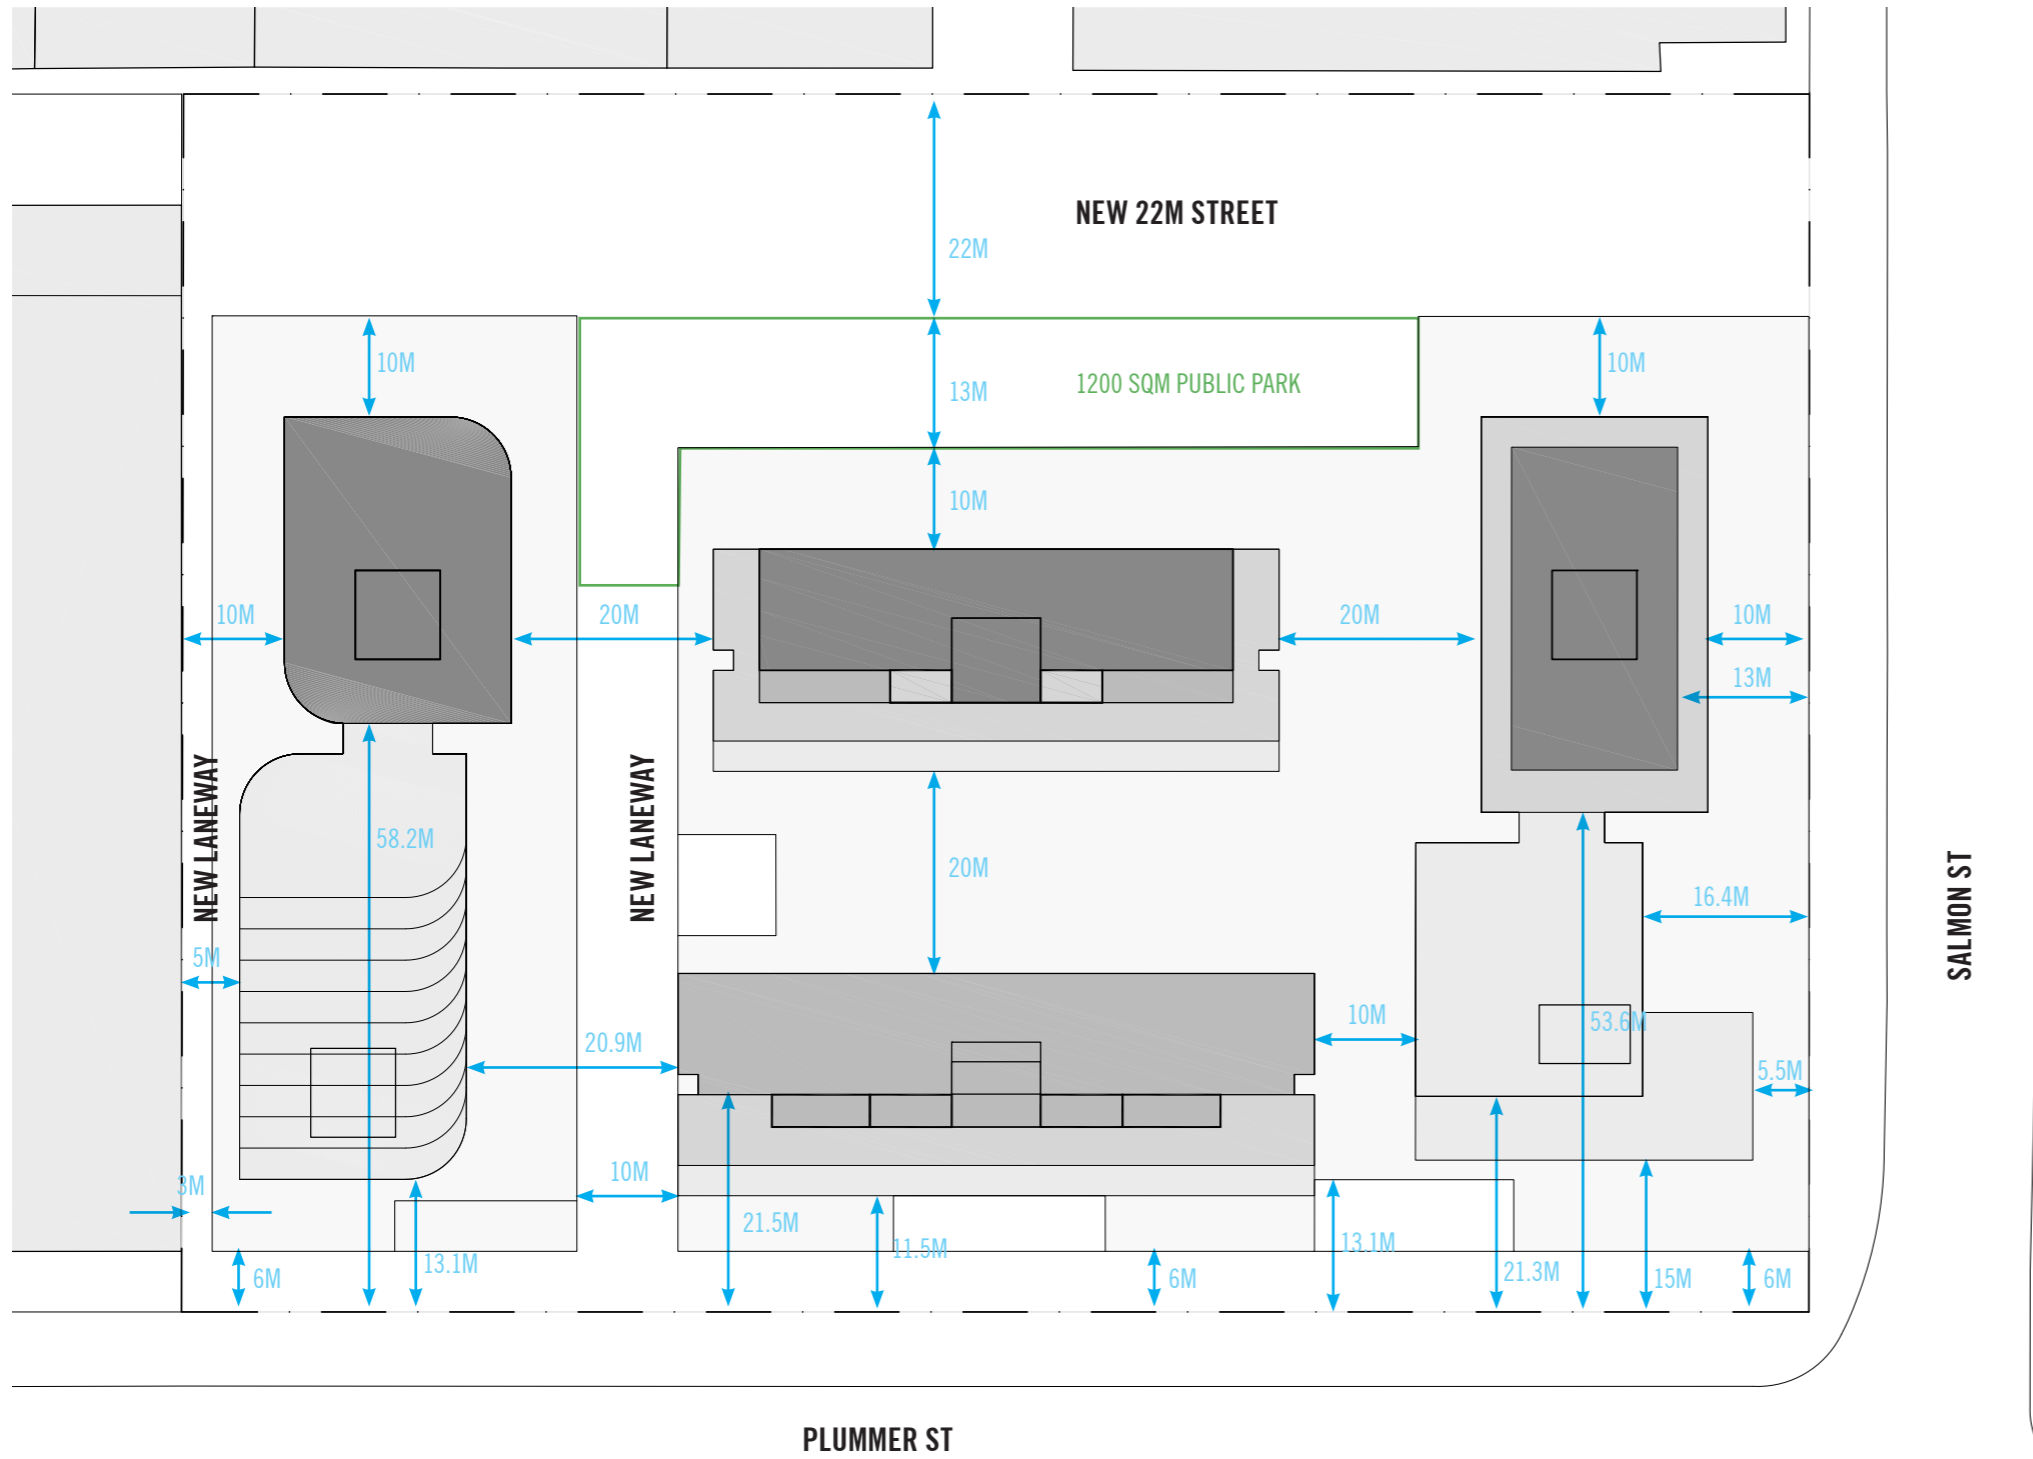 NEW 22M STREET
22M
10M
13M
1200 SQM PUBLIC PARK
10M
10M
10M
20M
20M
10M
13M
NEW LANEWAY
NEW LANEWAY
58.2M
20M
16.4M
SALMON ST
5M
20.9M
10M
53.6M
5.5M
3M
10M
21.5M
11.5M
13.1M
13.1M
6M
6M
21.3M
15M
6M
PLUMMER ST